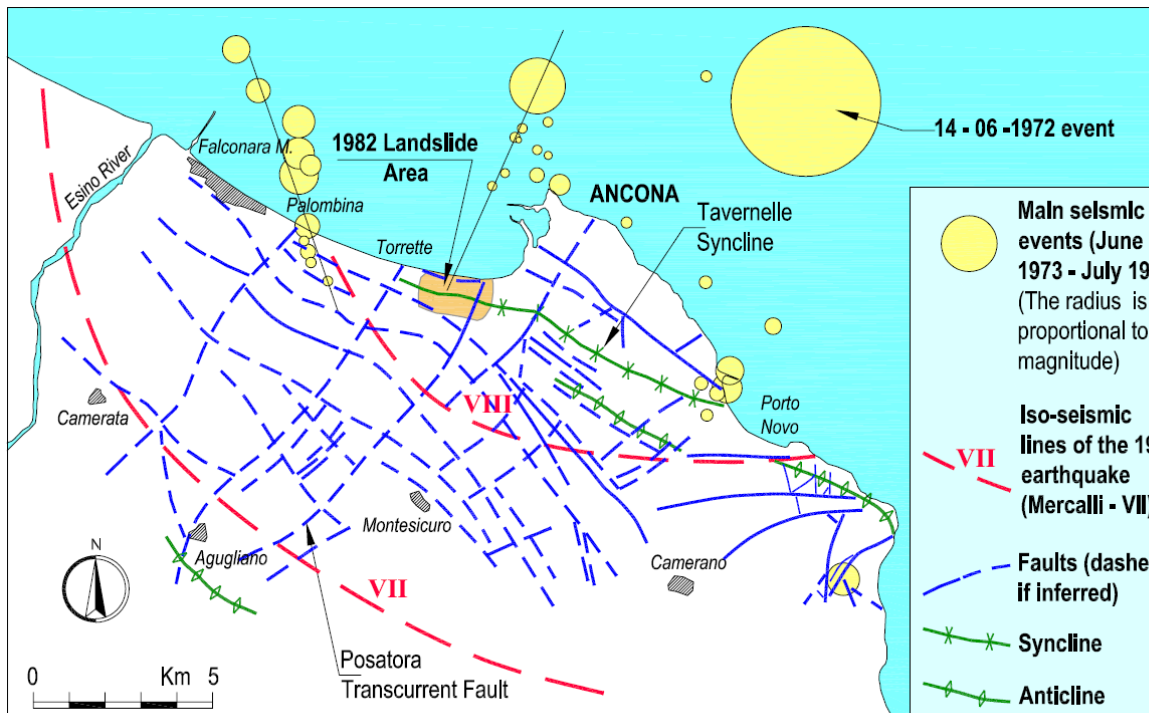 Falconara M.
Esino River
1982 Landslide
Area
Palombina
Torrette
ANCONA
Tavernelle
Syncline
14 - 06 -1972 event
Camerata
VIII
Porto
Novo
Montesicuro
Agugliano
Camerano
VII
N
0 Km 5
Posatora
Transcurrent Fault
Main seismic
events (June
1973 - July 19
(The radius is
proportional to
magnitude)
VII
Iso-seismic
lines of the 19
earthquake
(Mercalli - VII)
Faults (dashe
if inferred)
Syncline
Anticline